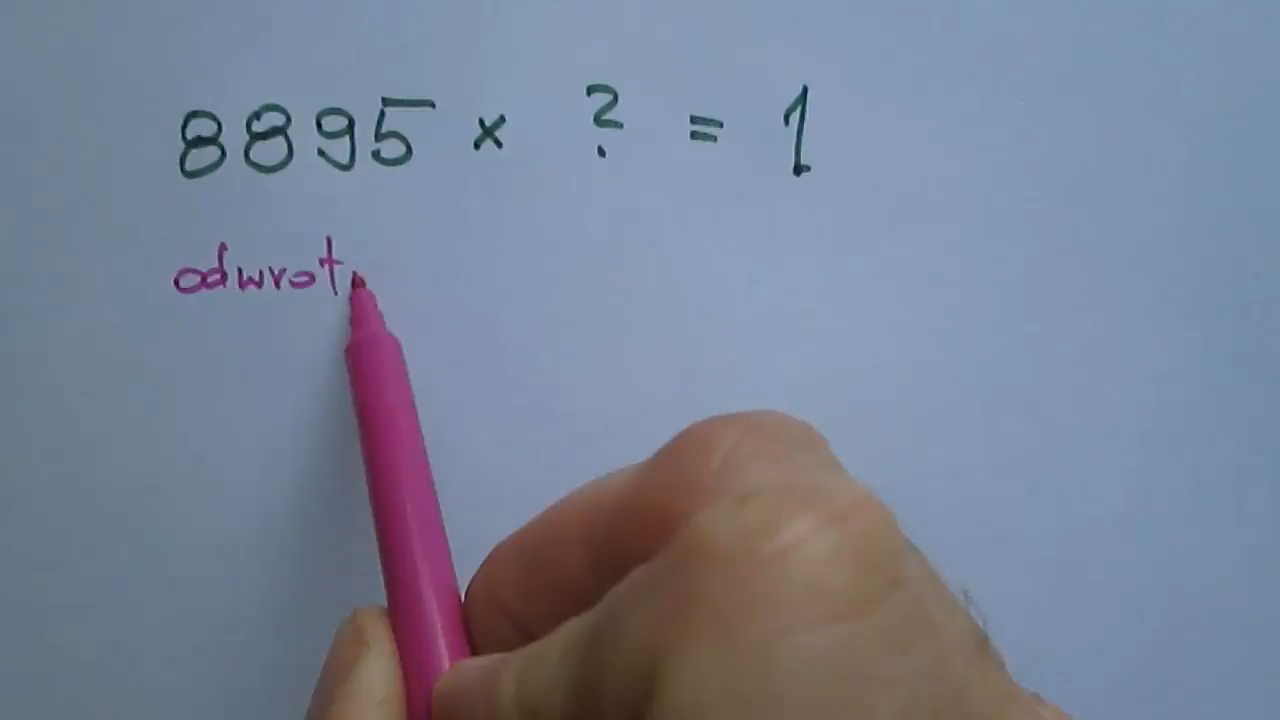 8895 × ? = 1
odwrot